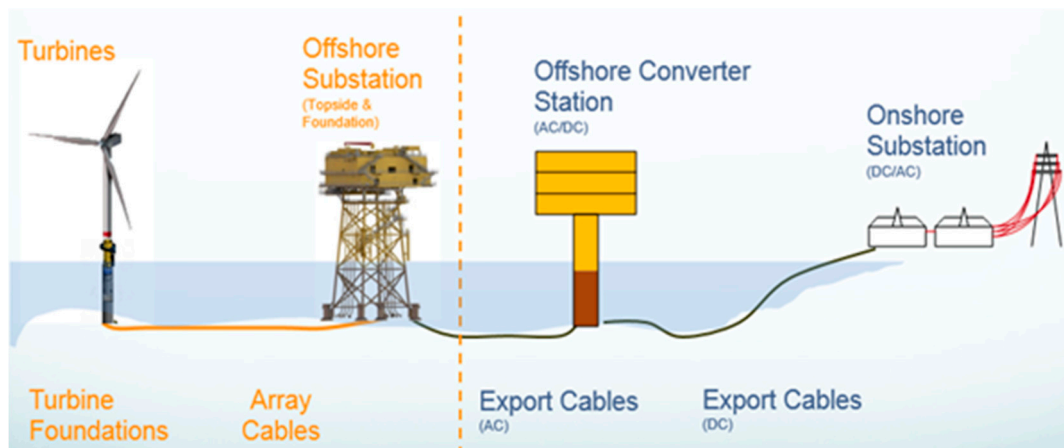 Turbines
Offshore
Substation
(Topside &
Foundation)
Offshore Converter
Station
(AC/DC)
Onshore
Substation
(DC/AC)
Turbine
Foundations
Array
Cables
Export Cables
(AC)
Export Cables
(DC)